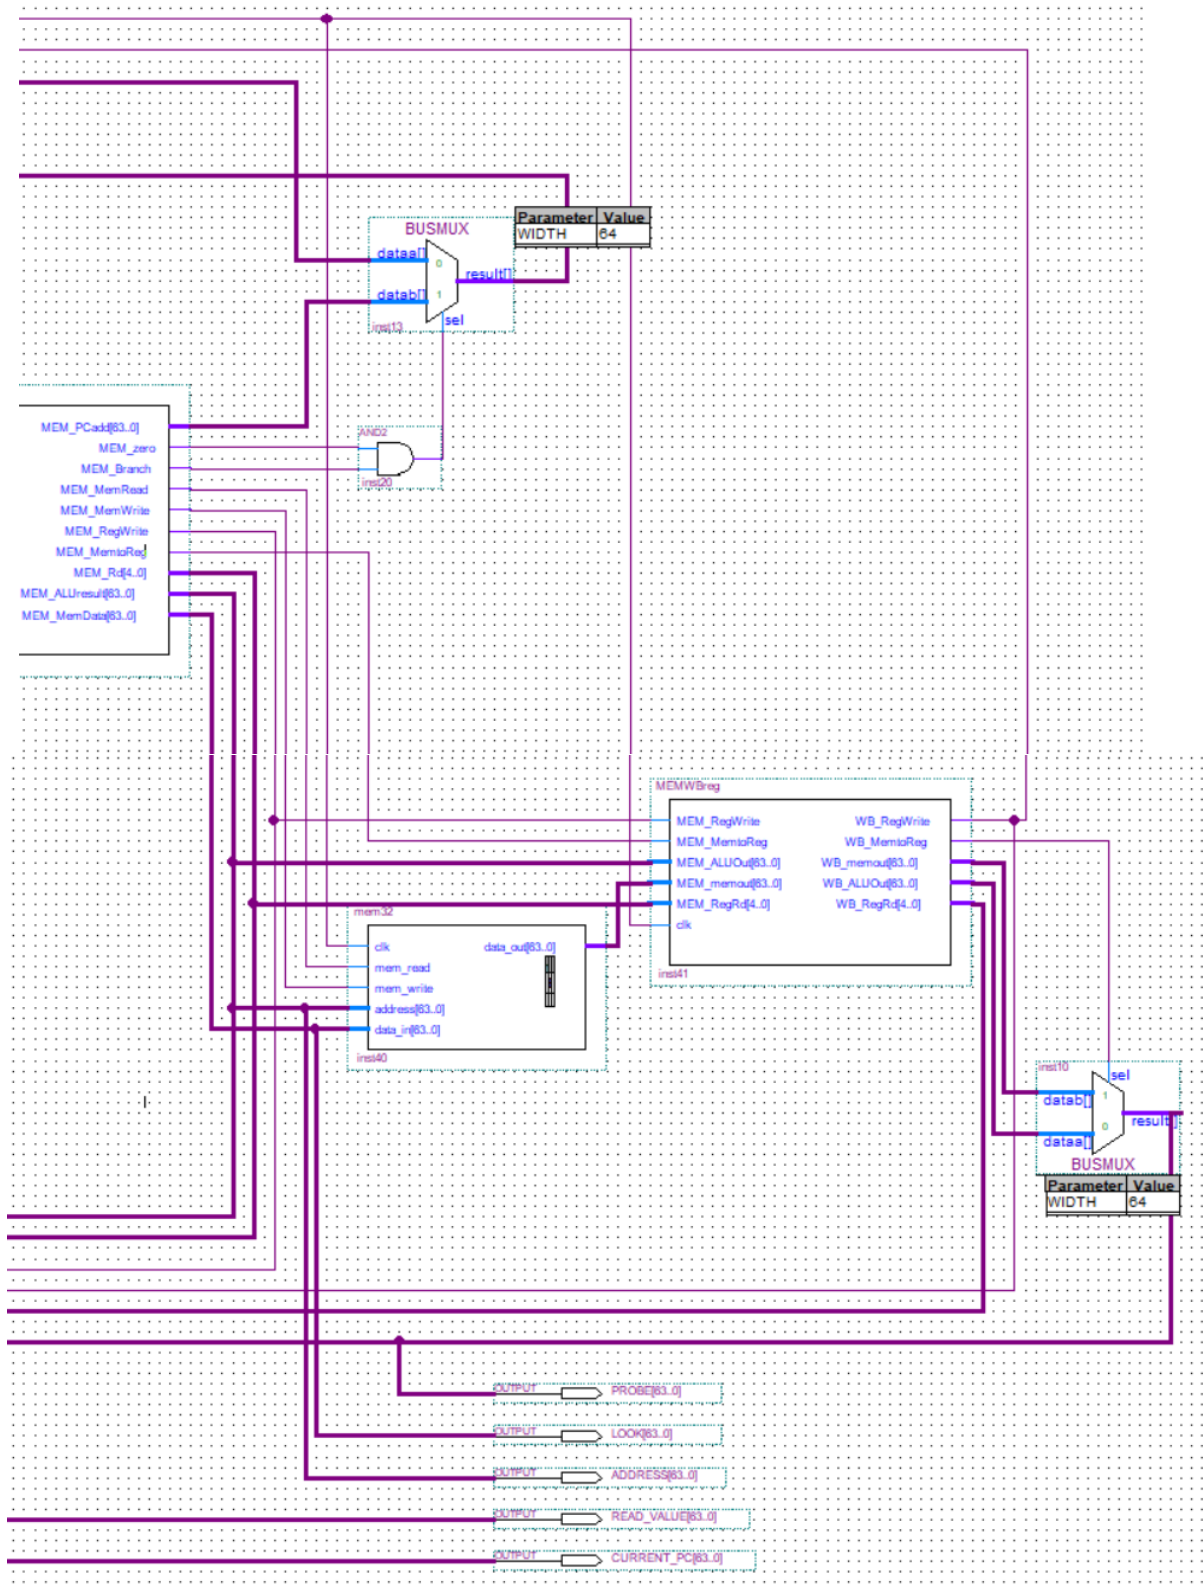 BUSMUX
Parameter Value
WIDTH 64
dataa[]
0
result[]
datab[]
1
sel
inst13
MEM_PCadd[63..0]
MEM_zero
MEM_Branch
MEM_MemRead
MEM_MemWrite
MEM_RegWrite
MEM_MemtoReg
MEM_Rd[4..0]
MEM_ALUresult[63..0]
MEM_MemData[63..0]
AND2
inst20
MEMWBreg
MEM_RegWrite WB_RegWrite
MEM_MemtoReg WB_MemtoReg
MEM_ALUOut[63..0] WB_memout[63..0]
MEM_memout[63..0] WB_ALUOut[63..0]
MEM_RegRd[4..0] WB_RegRd[4..0]
clk
inst41
mem32
clk data_out[63..0]
mem_read
mem_write
address[63..0]
data_in[63..0]
inst40
inst10
sel
datab[]
1
result[]
0
dataa[]
BUSMUX
Parameter Value
WIDTH 64
OUTPUT PROBE[63..0]
OUTPUT LOOK[63..0]
OUTPUT ADDRESS[63..0]
OUTPUT READ_VALUE[63..0]
OUTPUT CURRENT_PC[63..0]